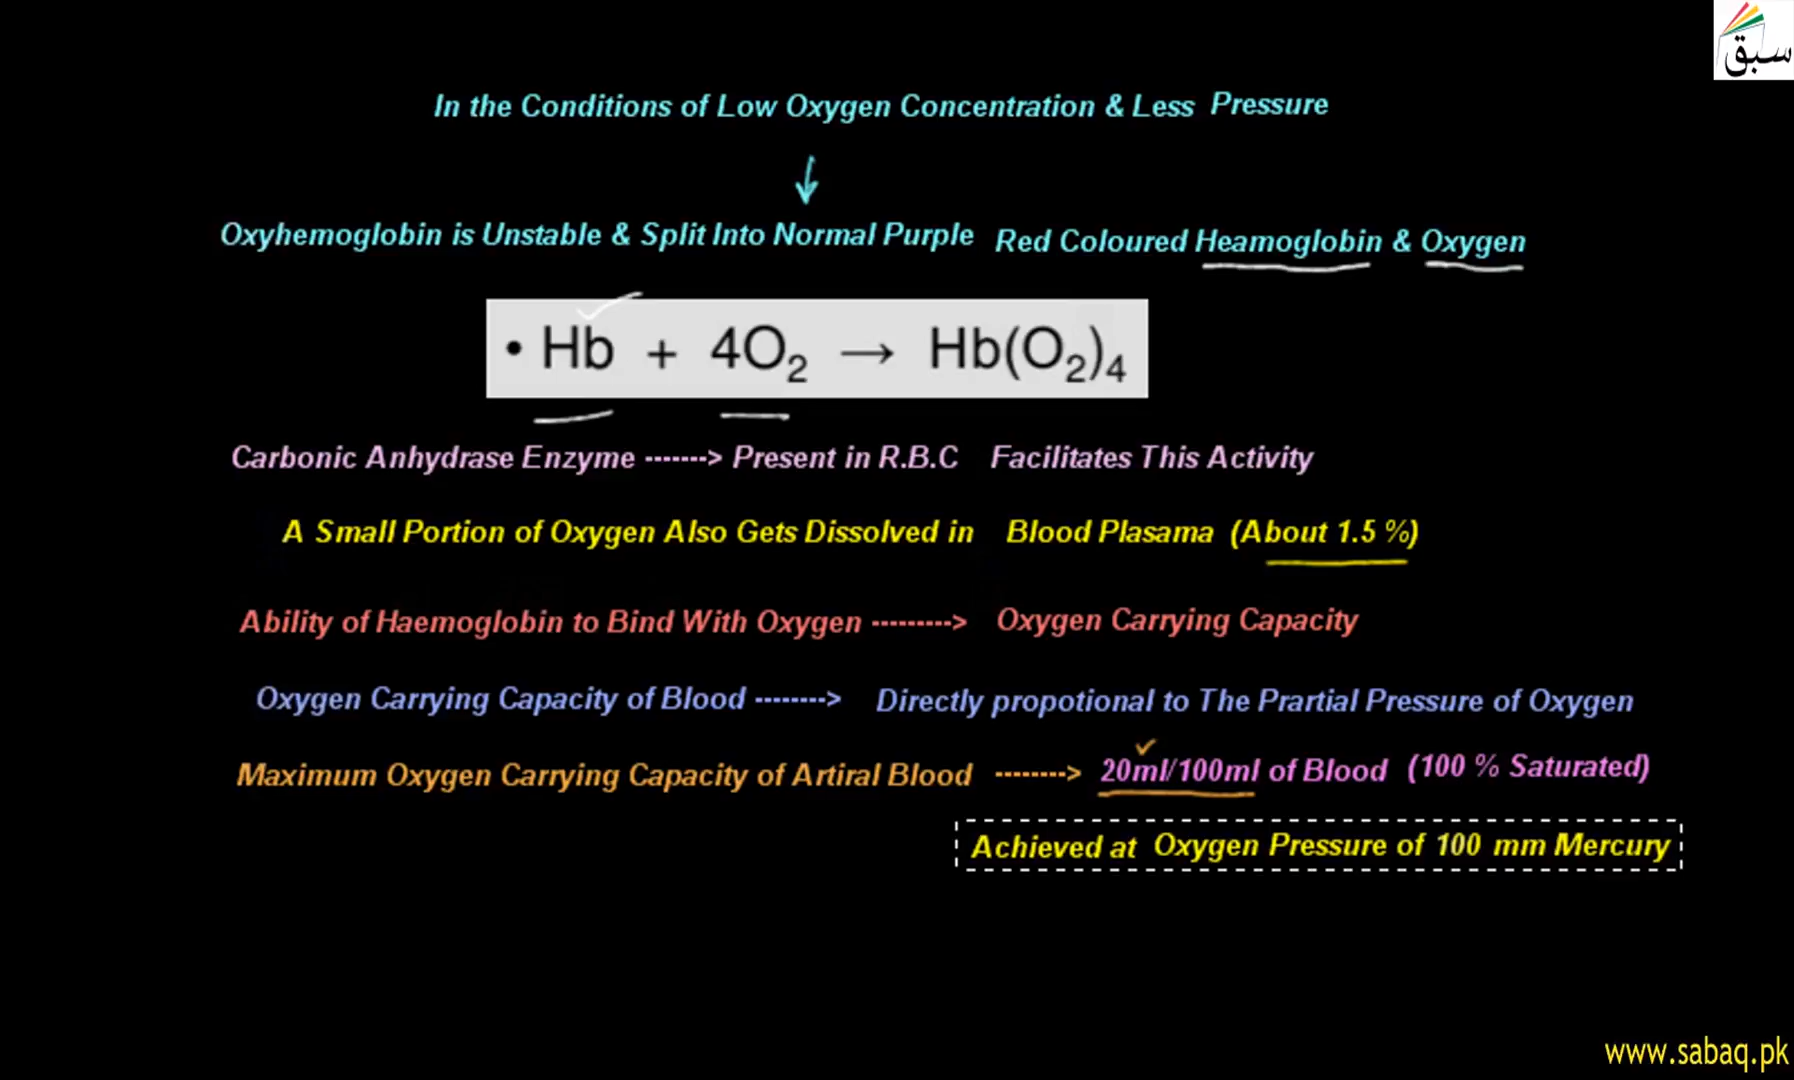 سبق
In the Conditions of Low Oxygen Concentration & Less Pressure
Oxyhemoglobin is Unstable & Split Into Normal Purple Red Coloured Heamoglobin & Oxygen
• Hb + 4O₂ → Hb(O₂)₄
Carbonic Anhydrase Enzyme -------> Present in R.B.C Facilitates This Activity
A Small Portion of Oxygen Also Gets Dissolved in Blood Plasama (About 1.5 %)
Ability of Haemoglobin to Bind With Oxygen ---------> Oxygen Carrying Capacity
Oxygen Carrying Capacity of Blood --------> Directly propotional to The Prartial Pressure of Oxygen
Maximum Oxygen Carrying Capacity of Artiral Blood --------> 20ml/100ml of Blood (100 % Saturated)
Achieved at Oxygen Pressure of 100 mm Mercury
www.sabaq.pk